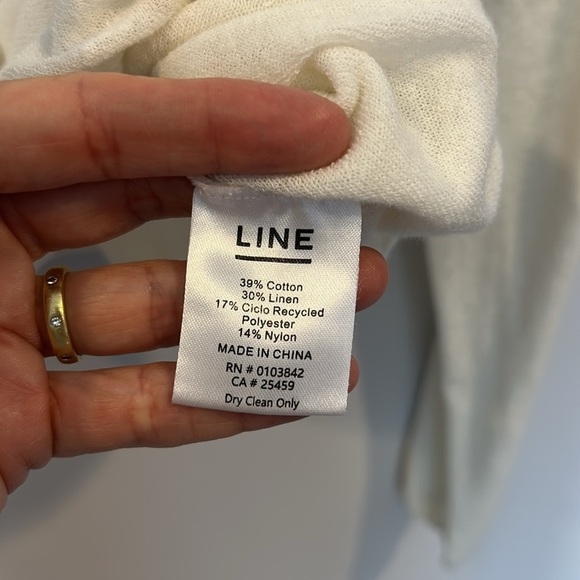 LINE
39% Cotton
30% Linen
17% Ciclo Recycled
Polyester
14% Nylon
MADE IN CHINA
RN # 0103842
CA # 25459
Dry Clean Only